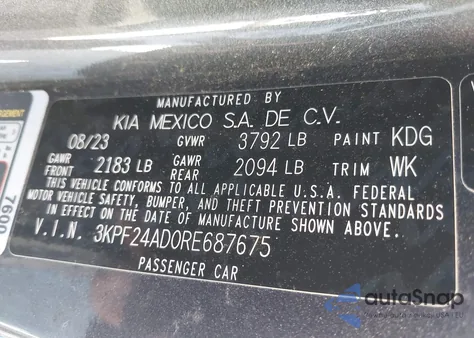 MANUFACTURED BY
KIA MEXICO S.A. DE C.V.
08/23 GVWR 3792 LB PAINT KDG
GAWR FRONT 2183 LB GAWR REAR 2094 LB TRIM WK
THIS VEHICLE CONFORMS TO ALL APPLICABLE U.S.A. FEDERAL
MOTOR VEHICLE SAFETY, BUMPER, AND THEFT PREVENTION STANDARDS
IN EFFECT ON THE DATE OF MANUFACTURE SHOWN ABOVE.
V.I.N. 3KPF24AD0RE687675
PASSENGER CAR
7600
autoSnap